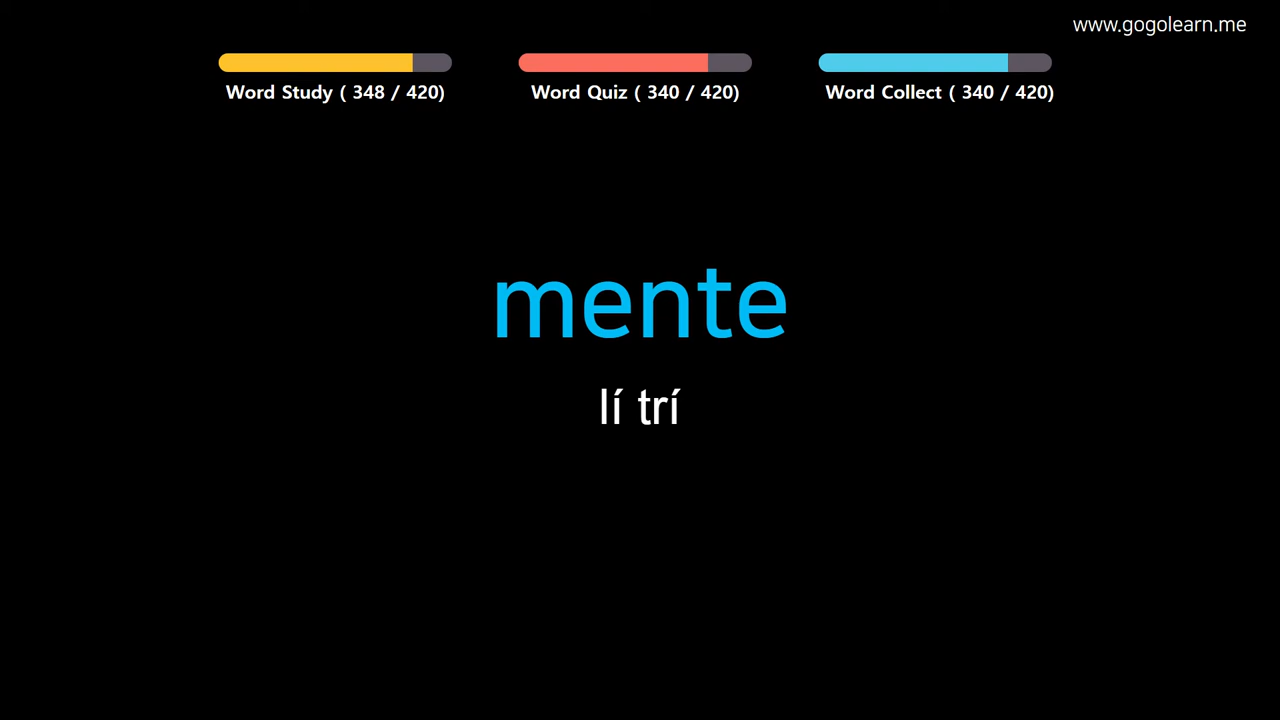 www.gogolearn.me
Word Study ( 348 / 420)
Word Quiz ( 340 / 420)
Word Collect ( 340 / 420)
mente
lí trí